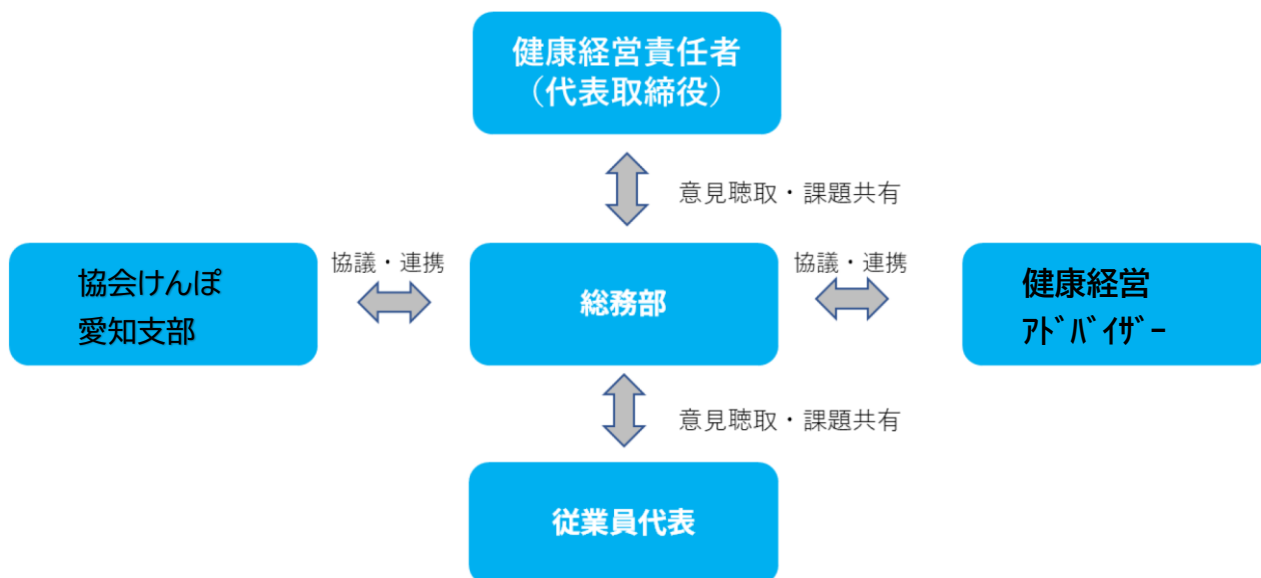 健康経営責任者
（代表取締役）
意見聴取・課題共有
協会けんぽ
愛知支部
協議・連携
総務部
協議・連携
健康経営
ｱﾄﾞﾊﾞｲｻﾞｰ
意見聴取・課題共有
従業員代表